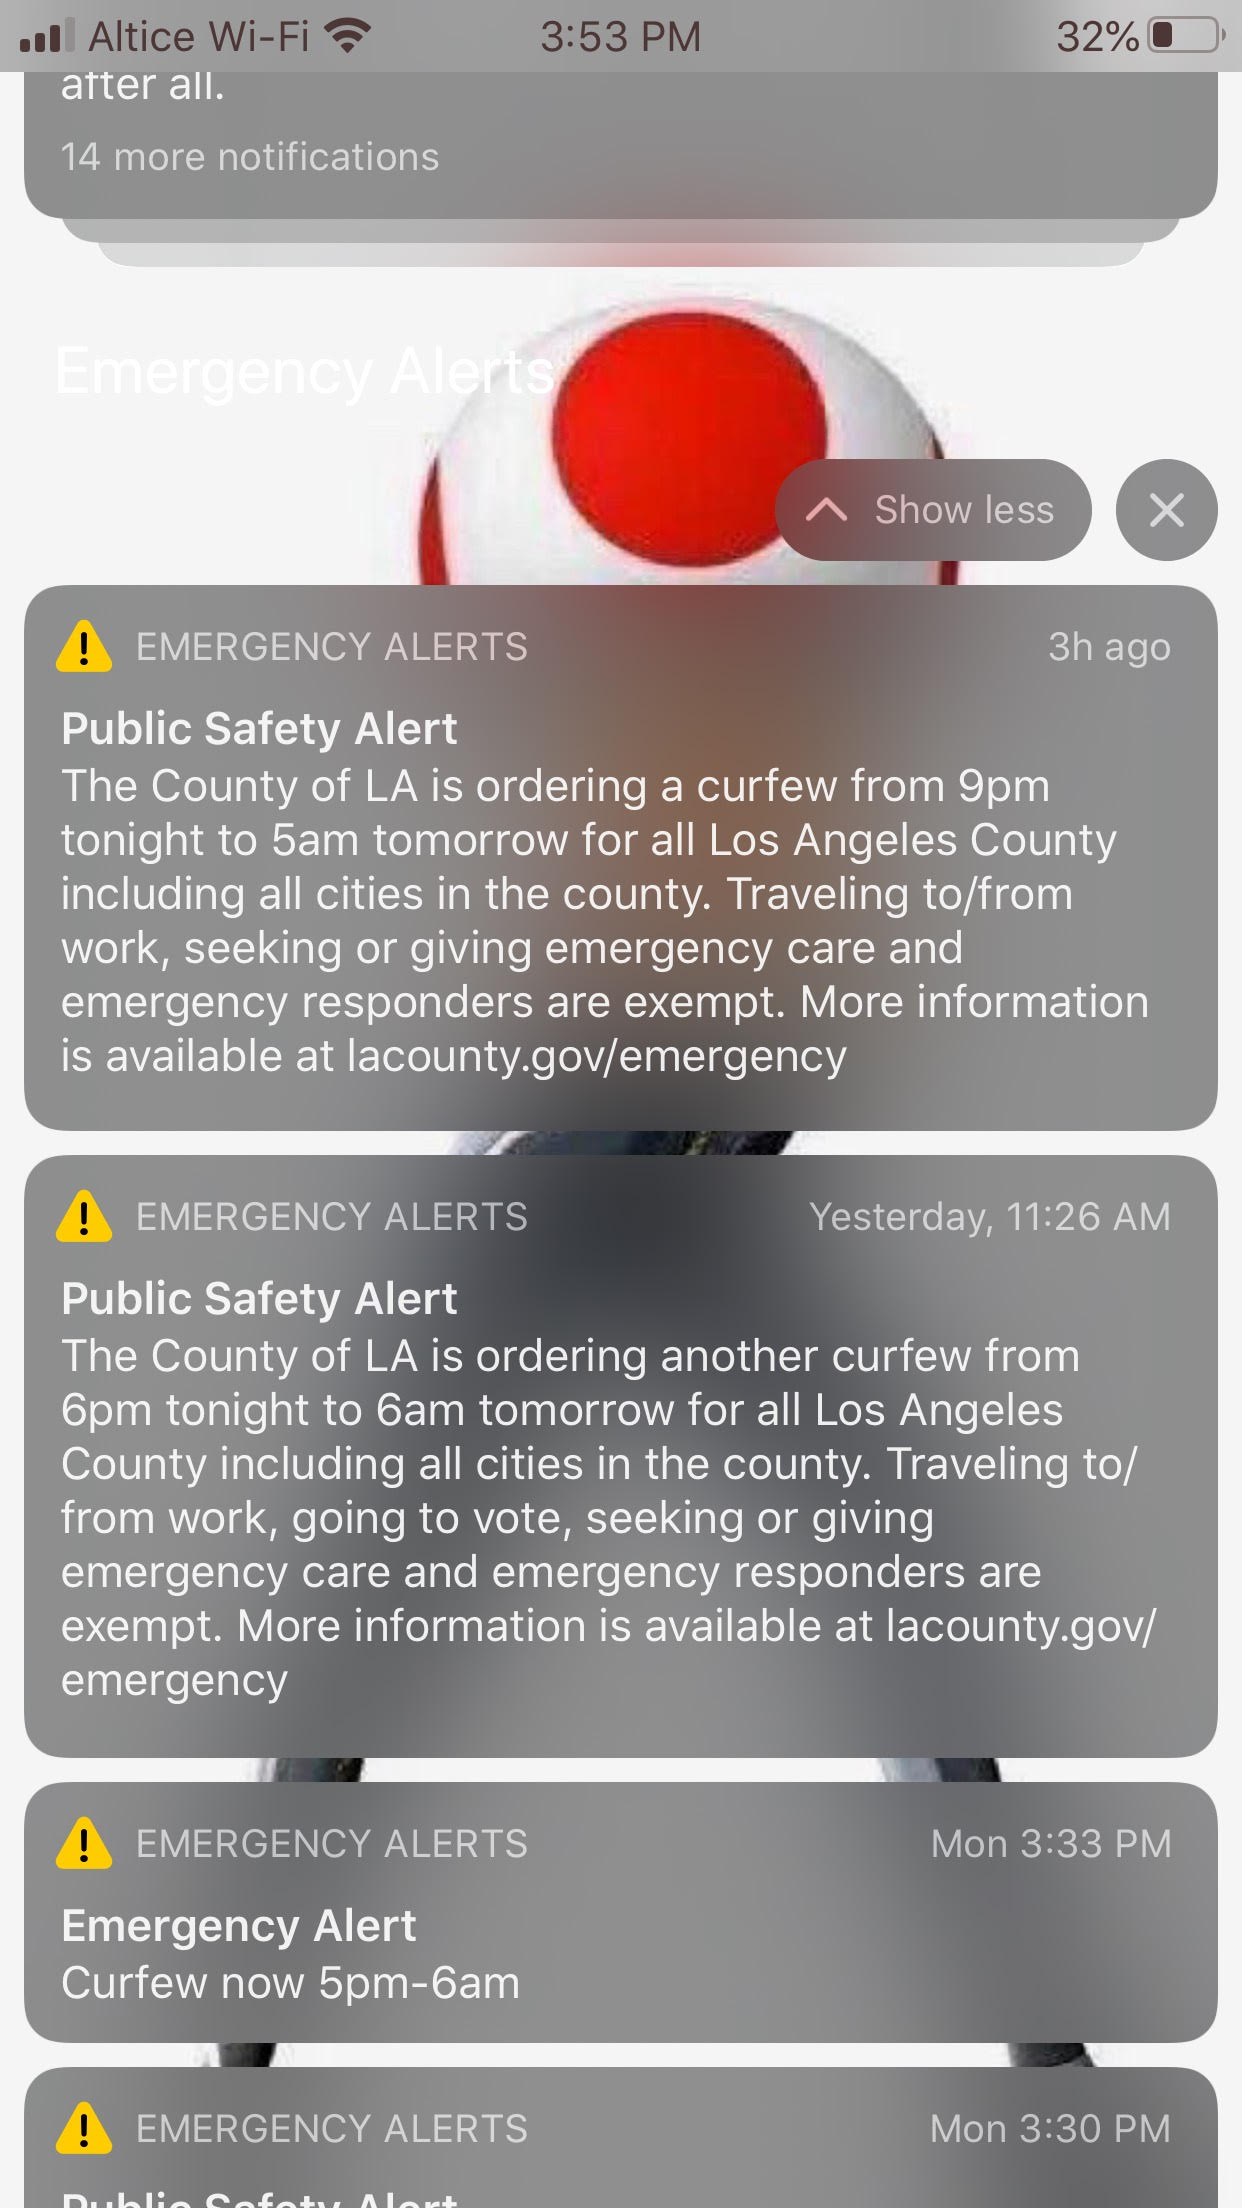 Altice Wi-Fi 3:53 PM 32%
after all.
14 more notifications
Emergency Alerts
Show less
EMERGENCY ALERTS 3h ago
Public Safety Alert
The County of LA is ordering a curfew from 9pm
tonight to 5am tomorrow for all Los Angeles County
including all cities in the county. Traveling to/from
work, seeking or giving emergency care and
emergency responders are exempt. More information
is available at lacounty.gov/emergency
EMERGENCY ALERTS Yesterday, 11:26 AM
Public Safety Alert
The County of LA is ordering another curfew from
6pm tonight to 6am tomorrow for all Los Angeles
County including all cities in the county. Traveling to/
from work, going to vote, seeking or giving
emergency care and emergency responders are
exempt. More information is available at lacounty.gov/
emergency
EMERGENCY ALERTS Mon 3:33 PM
Emergency Alert
Curfew now 5pm-6am
EMERGENCY ALERTS Mon 3:30 PM
Public Safety Alert